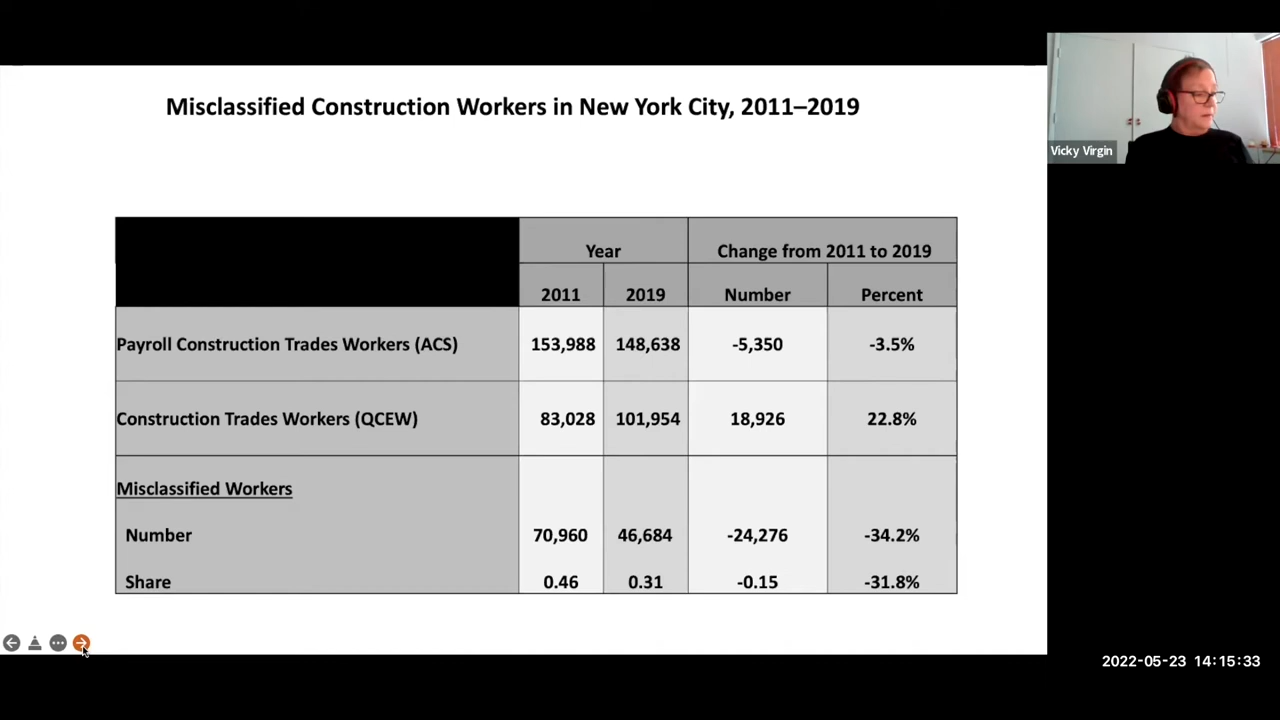 Misclassified Construction Workers in New York City, 2011–2019
Vicky Virgin
Year Change from 2011 to 2019
2011 2019 Number Percent
Payroll Construction Trades Workers (ACS) 153,988 148,638 -5,350 -3.5%
Construction Trades Workers (QCEW) 83,028 101,954 18,926 22.8%
Misclassified Workers
Number 70,960 46,684 -24,276 -34.2%
Share 0.46 0.31 -0.15 -31.8%
2022-05-23 14:15:33